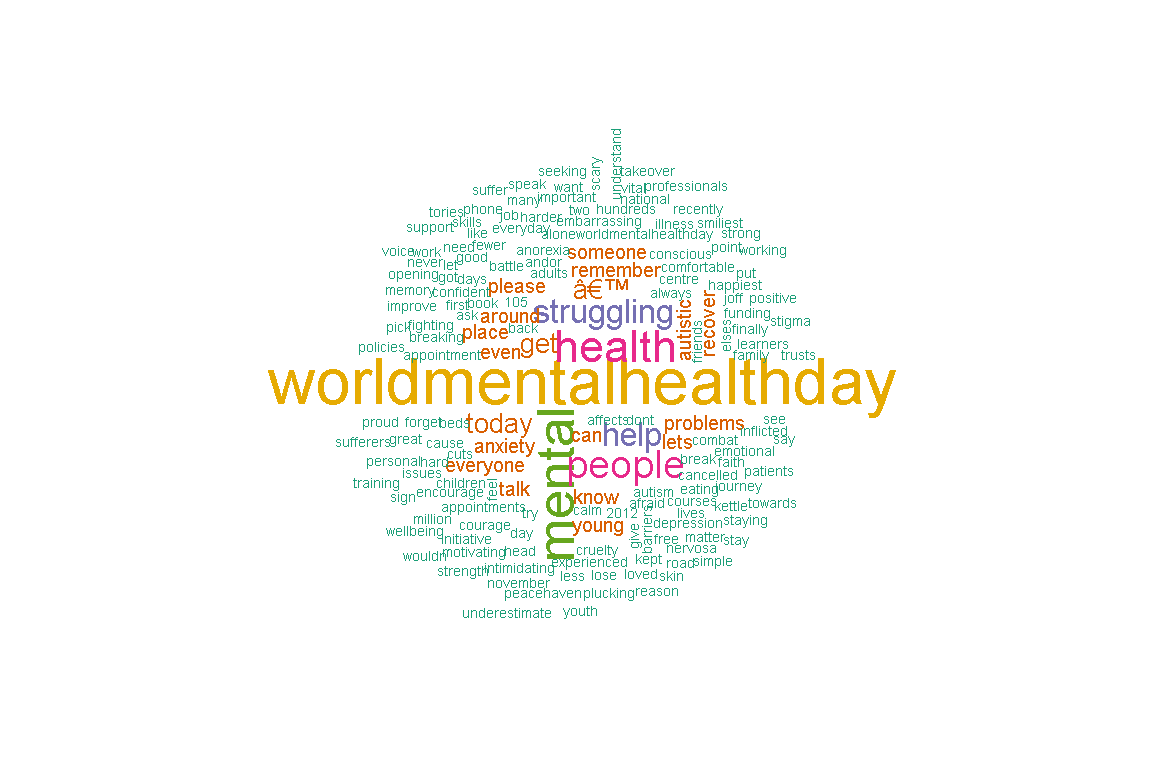 understand
seeking
scary
takeover
suffer
speak
want
vital
professionals
many
important
national
tories
phone
job
harder
two
hundreds
recently
support
skills
everyday
embarrassing
illness
smiliest
like
alone
worldmentalhealthday
strong
voice
work
need
fewer
anorexia
someone
conscious
point
working
never
let
good
battle
andor
remember
comfortable
put
opening
got
days
adults
centre
happiest
memory
confident
please
â€™
always
joff
positive
improve
first
book
105
struggling
autistic
recover
funding
pick
fighting
ask
around
friends
elses
finally
stigma
breaking
place
back
get
health
learners
policies
appointment
even
family
trusts
worldmentalhealthday
proud
forget
beds
today
mental
affects
dont
problems
see
sufferers
great
cause
anxiety
can
help
lets
combat
inflicted
say
personal
hard
cuts
everyone
people
break
faith
emotional
issues
cancelled
patients
training
children
feel
talk
autism
eating
journey
sign
encourage
know
afraid
courses
kettle
towards
appointments
try
calm
2012
lives
million
courage
day
young
give
barriers
depression
staying
wellbeing
initiative
free
matter
stay
wouldn
motivating
head
cruelty
nervosa
strength
intimidating
experienced
kept
road
simple
november
less
lose
loved
skin
peacehaven
plucking
reason
underestimate
youth